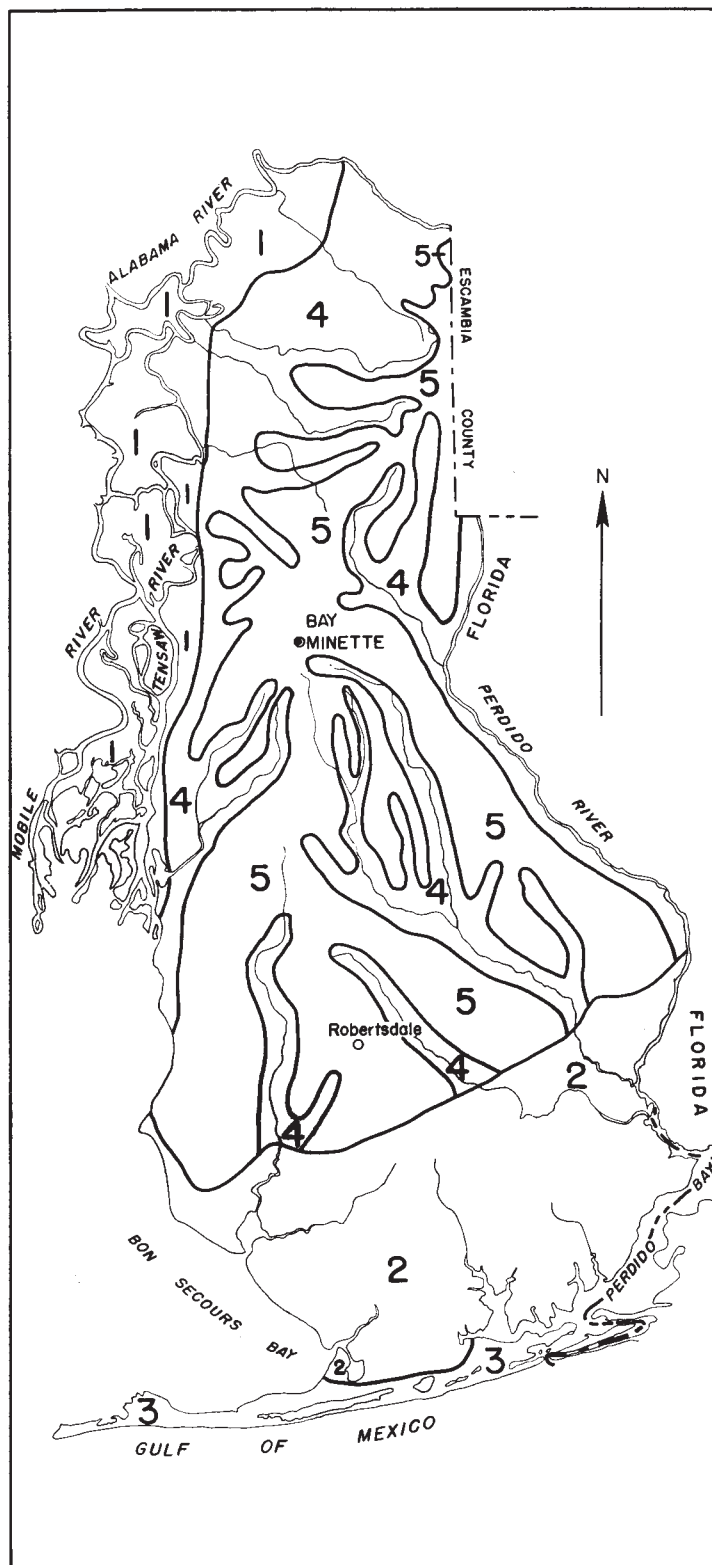 ALABAMA RIVER
1
5
ESCAMBIA
COUNTY
1
4
5
1
1
N
5
1
4
RIVER
RIVER
TENSAW
BAY
MINETTE
FLORIDA
1
PERDIDO
RIVER
1
4
MOBILE
5
5
4
5
Robertsdale
FLORIDA
4
2
4
BAY
PERDIDO
BON SECOURS BAY
2
2
3
3
GULF OF MEXICO